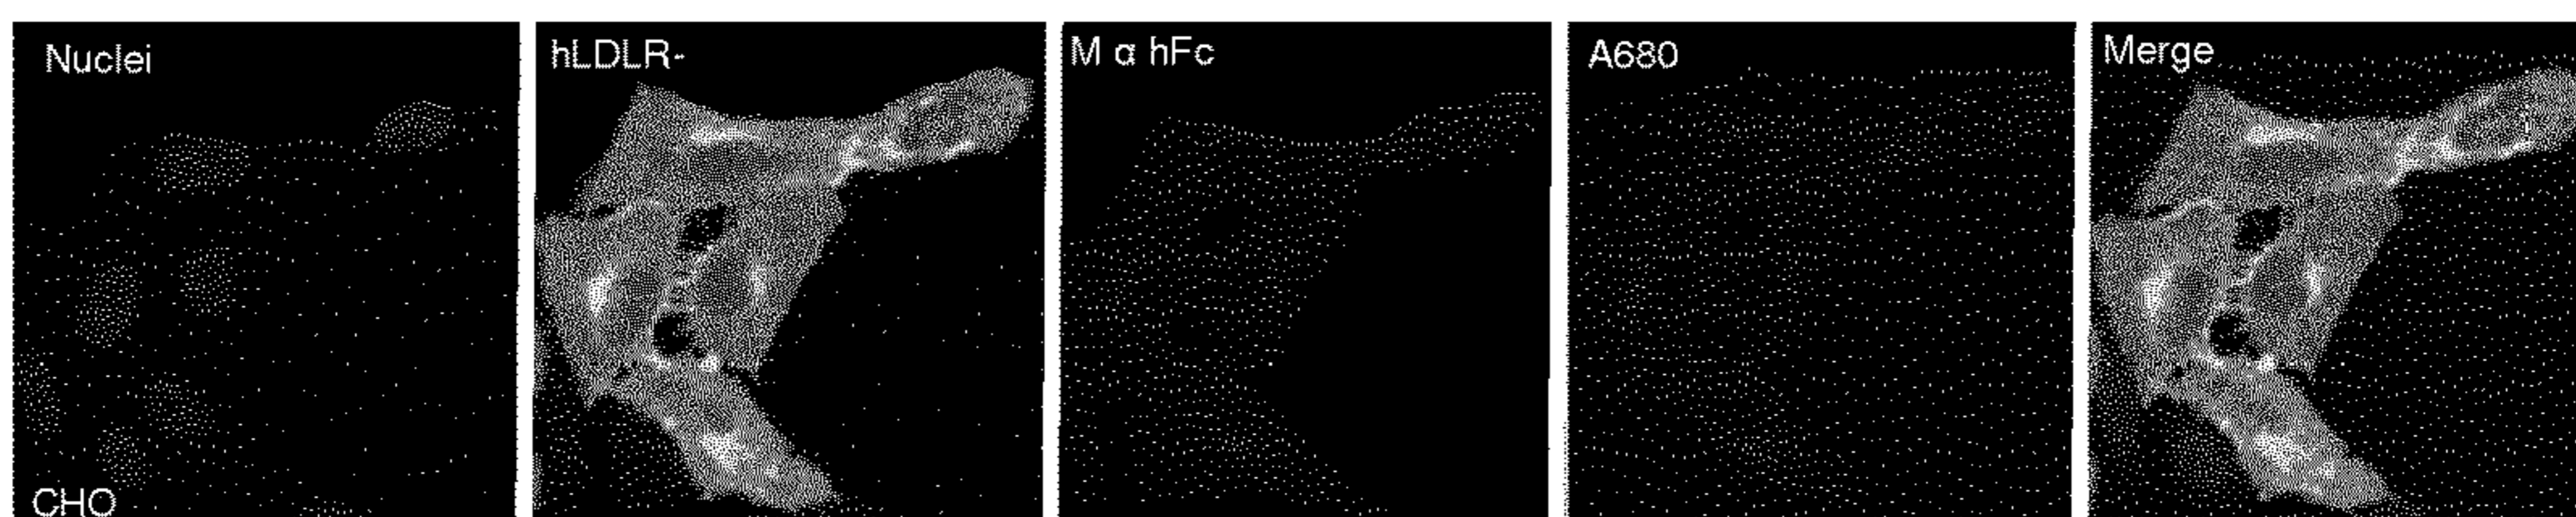 Nuclei
hLDLR-
M α hFc
A680
Merge
CHO